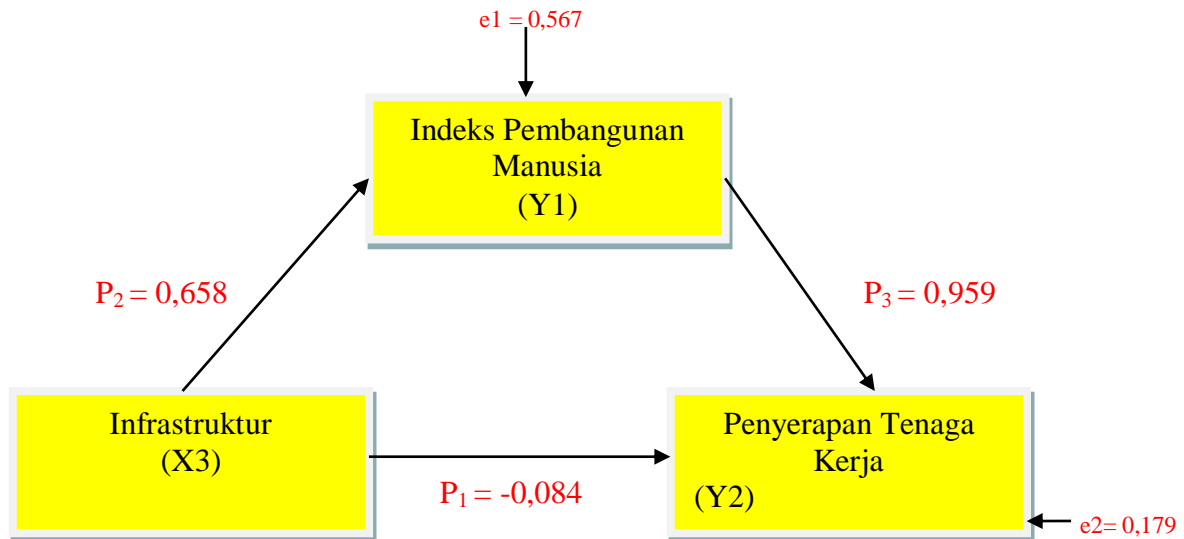 e1 = 0,567
Indeks Pembangunan
Manusia
(Y1)
P₂ = 0,658
P₃ = 0,959
Infrastruktur
(X3)
Penyerapan Tenaga
Kerja
(Y2)
P₁ = -0,084
e2= 0,179